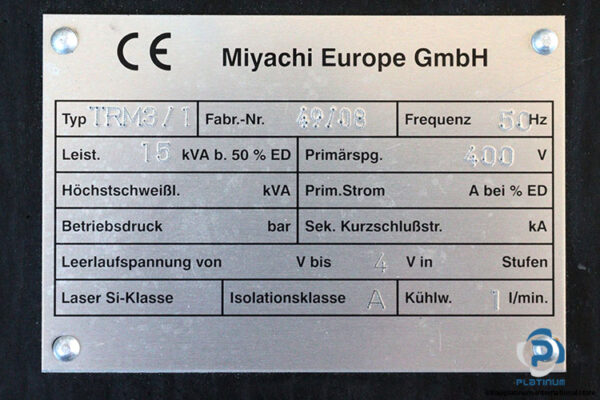 CE Miyachi Europe GmbH
Typ TRM3/1 Fabr.-Nr. 49/08 Frequenz 50 Hz
Leist. 15 kVA b. 50 % ED Primärspg. 400 V
Höchstschweißl. kVA Prim.Strom A bei % ED
Betriebsdruck bar Sek. Kurzschlußstr. kA
Leerlaufspannung von V bis 4 V in Stufen
Laser Si-Klasse Isolationsklasse A Kühlw. 1 l/min.
PLATINUM